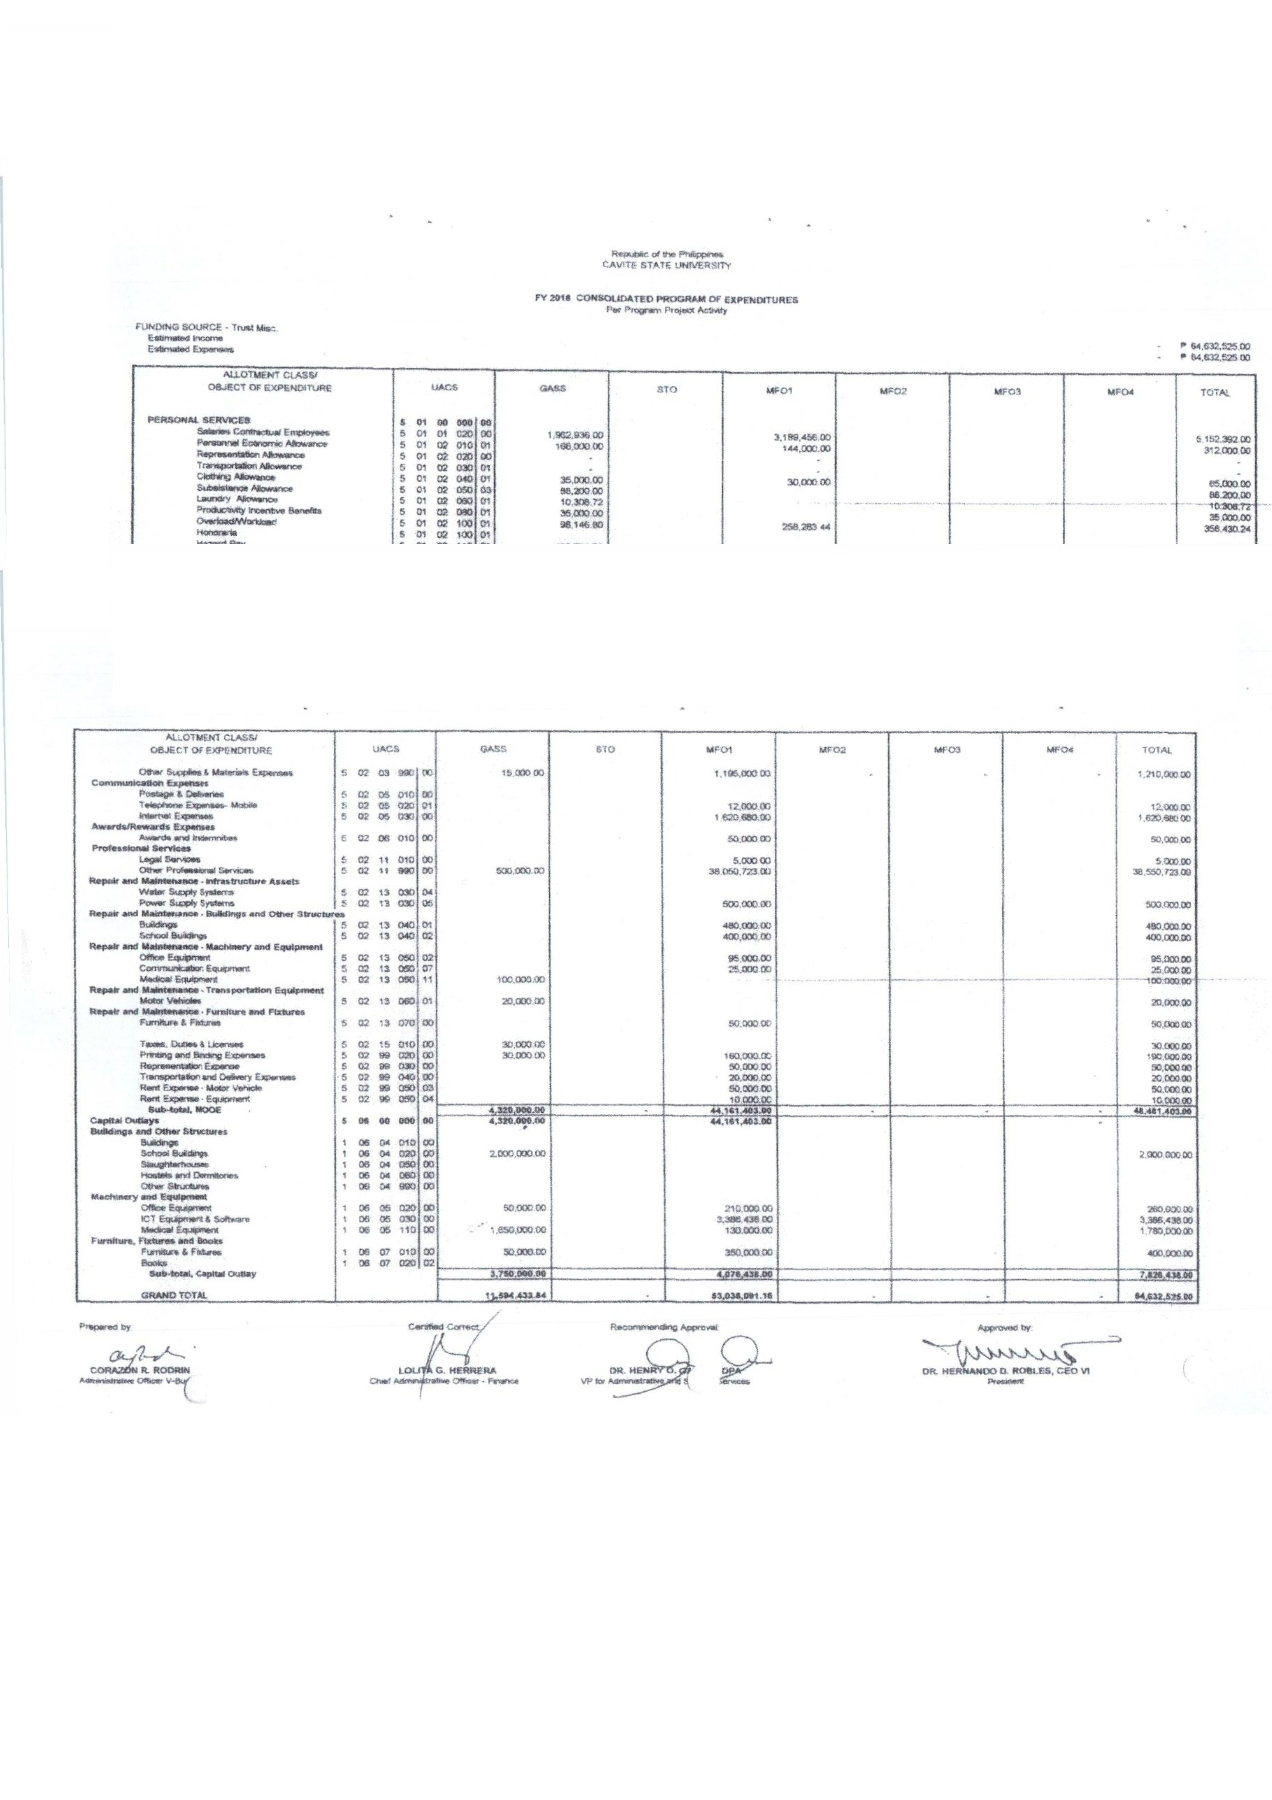 Republic of the Philippines
CAVITE STATE UNIVERSITY
FY 2016 CONSOLIDATED PROGRAM OF EXPENDITURES
Per Program Project Activity
FUNDING SOURCE - Trust Misc.
Estimated Income - ₱ 64,632,525.00
Estimated Expenses - ₱ 64,632,525.00
ALLOTMENT CLASS/
OBJECT OF EXPENDITURE UACS GASS STO MFO1 MFO2 MFO3 MFO4 TOTAL
PERSONAL SERVICES 5 01 00 000 00
Salaries Contractual Employees 5 01 01 020 00 1,962,936.00 3,189,456.00 5,152,392.00
Personnel Economic Allowance 5 01 02 010 01 168,000.00 144,000.00 312,000.00
Representation Allowance 5 01 02 020 00 - - -
Transportation Allowance 5 01 02 030 01 - - -
Clothing Allowance 5 01 02 040 01 35,000.00 30,000.00 65,000.00
Subsistance Allowance 5 01 02 050 03 86,200.00 86,200.00
Laundry Allowance 5 01 02 060 01 10,306.72 10,306.72
Productivity Incentive Benefits 5 01 02 080 01 35,000.00 35,000.00
Overload/Workload 5 01 02 100 01 98,146.80 258,283.44 356,430.24
Honoraria 5 01 02 100 01
ALLOTMENT CLASS/
OBJECT OF EXPENDITURE UACS GASS STO MFO1 MFO2 MFO3 MFO4 TOTAL
Other Supplies & Materials Expenses 5 02 03 990 00 15,000.00 1,195,000.00 - - - 1,210,000.00
Communication Expenses
Postage & Deliveries 5 02 05 010 00
Telephone Expenses- Mobile 5 02 05 020 01 12,000.00 12,000.00
Internet Expenses 5 02 05 030 00 1,620,680.00 1,620,680.00
Awards/Rewards Expenses
Awards and Indemnities 5 02 06 010 00 50,000.00 50,000.00
Professional Services
Legal Services 5 02 11 010 00 5,000.00 5,000.00
Other Professional Services 5 02 11 990 00 500,000.00 38,050,723.00 38,550,723.00
Repair and Maintenance - Infrastructure Assets
Water Supply Systems 5 02 13 030 04
Power Supply Systems 5 02 13 030 05 500,000.00 500,000.00
Repair and Maintenance - Buildings and Other Structures
Buildings 5 02 13 040 01 480,000.00 480,000.00
School Buildings 5 02 13 040 02 400,000.00 400,000.00
Repair and Maintenance - Machinery and Equipment
Office Equipment 5 02 13 050 02 95,000.00 95,000.00
Communication Equipment 5 02 13 050 07 25,000.00 25,000.00
Medical Equipment 5 02 13 050 11 100,000.00 100,000.00
Repair and Maintenance - Transportation Equipment
Motor Vehicles 5 02 13 060 01 20,000.00 20,000.00
Repair and Maintenance - Furniture and Fixtures
Furniture & Fixtures 5 02 13 070 00 50,000.00 50,000.00
Taxes, Duties & Licenses 5 02 15 010 00 30,000.00 30,000.00
Printing and Binding Expenses 5 02 99 020 00 30,000.00 160,000.00 190,000.00
Representation Expense 5 02 99 030 00 50,000.00 50,000.00
Transportation and Delivery Expenses 5 02 99 040 00 20,000.00 20,000.00
Rent Expense - Motor Vehicle 5 02 99 050 03 50,000.00 50,000.00
Rent Expense - Equipment 5 02 99 050 04 10,000.00 10,000.00
Sub-total, MOOE 4,320,000.00 - 44,161,403.00 - - - 48,481,403.00
Capital Outlays 5 06 00 000 00 4,320,000.00 44,161,403.00 -
Buildings and Other Structures
Buildings 1 06 04 010 00
School Buildings 1 06 04 020 00 2,000,000.00 2,000,000.00
Slaughterhouses 1 06 04 050 00
Hostels and Dormitories 1 06 04 060 00
Other Structures 1 06 04 990 00
Machinery and Equipment
Office Equipment 1 06 05 020 00 50,000.00 210,000.00 260,000.00
ICT Equipment & Software 1 06 05 030 00 3,386,438.00 3,386,438.00
Medical Equipment 1 06 05 110 00 1,650,000.00 130,000.00 1,780,000.00
Furniture, Fixtures and Books
Furniture & Fixtures 1 06 07 010 00 50,000.00 350,000.00 400,000.00
Books 1 06 07 020 02
Sub-total, Capital Outlay 3,750,000.00 4,076,438.00 7,826,438.00
GRAND TOTAL 11,594,433.84 - 53,038,091.16 - - - 64,632,525.00
Prepared by: Certified Correct: Recommending Approval: Approved by:
CORAZON R. RODRIN LOLITA G. HERRERA DR. HENRY O. DR. HERNANDO D. ROBLES, CEO VI
Administrative Officer V-Bu Chief Administrative Officer - Finance VP for Administrative and S Services President